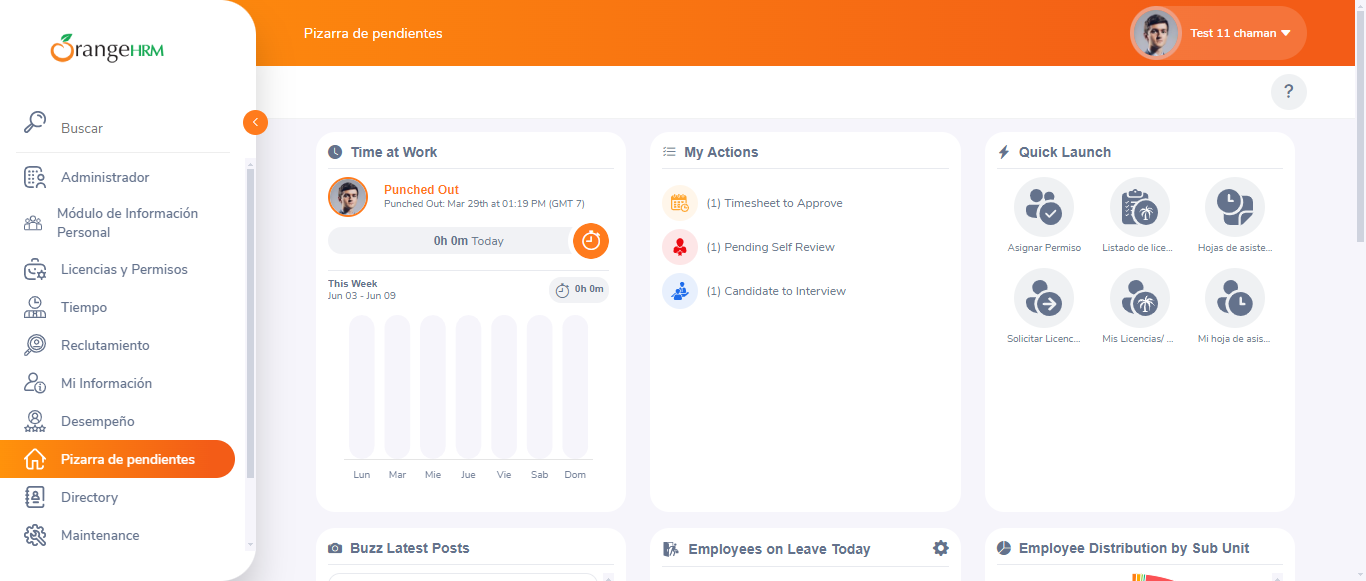 OrangeHRM
Pizarra de pendientes
Test 11 chaman
?
Buscar
Administrador
Módulo de Información
Personal
Licencias y Permisos
Tiempo
Reclutamiento
Mi Información
Desempeño
Pizarra de pendientes
Directory
Maintenance
Time at Work
Punched Out
Punched Out: Mar 29th at 01:19 PM (GMT 7)
0h 0m Today
This Week
Jun 03 - Jun 09
0h 0m
Lun Mar Mie Jue Vie Sab Dom
My Actions
(1) Timesheet to Approve
(1) Pending Self Review
(1) Candidate to Interview
Quick Launch
Asignar Permiso Listado de lice... Hojas de asiste...
Solicitar Licenc... Mis Licencias/ ... Mi hoja de asis...
Buzz Latest Posts
Employees on Leave Today
Employee Distribution by Sub Unit